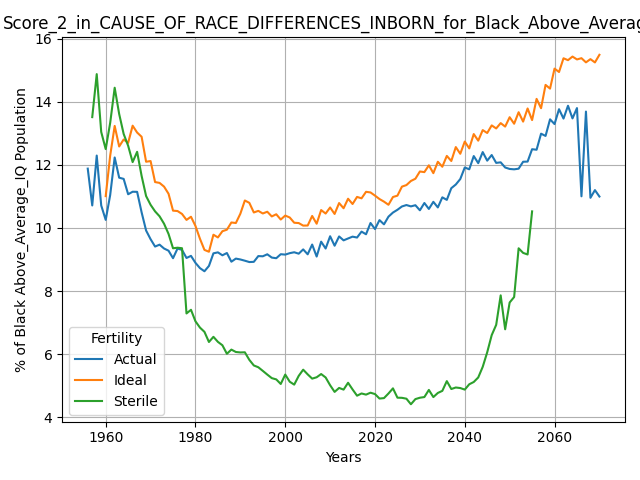 Score_2_in_CAUSE_OF_RACE_DIFFERENCES_INBORN_for_Black_Above_Averag
16
14
12
10
8
6
4
% of Black Above_Average_IQ Population
Fertility
Actual
Ideal
Sterile
1960 1980 2000 2020 2040 2060
Years